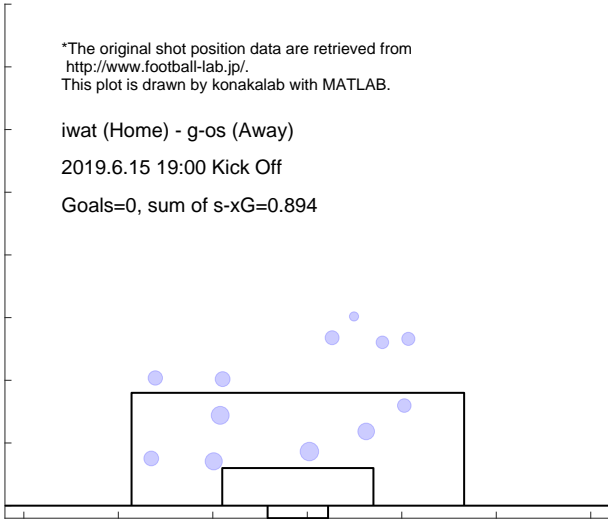 *The original shot position data are retrieved from
http://www.football-lab.jp/.
This plot is drawn by konakalab with MATLAB.
iwat (Home) - g-os (Away)
2019.6.15 19:00 Kick Off
Goals=0, sum of s-xG=0.894